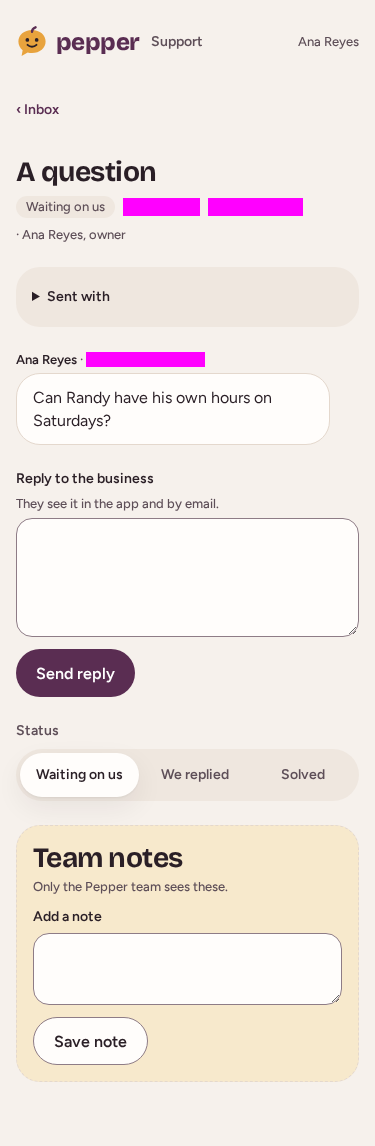 pepper Support Ana Reyes
‹ Inbox
A question
Waiting on us
· Ana Reyes, owner
▶ Sent with
Ana Reyes ·
Can Randy have his own hours on
Saturdays?
Reply to the business
They see it in the app and by email.
Send reply
Status
Waiting on us We replied Solved
Team notes
Only the Pepper team sees these.
Add a note
Save note